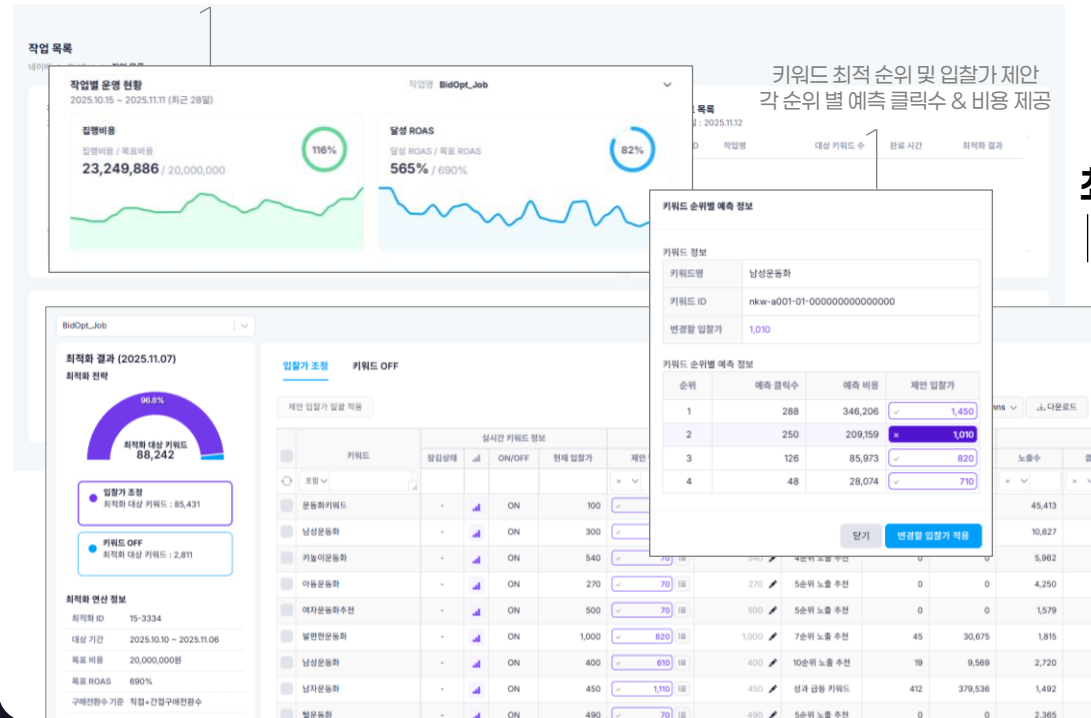 작업 목록
작업별 운영 현황
2025.10.15 ~ 2025.11.11 (최근 28일)
작업명 BidOpt_Job
집행비용
집행비용 / 목표비용
23,249,886 / 20,000,000
116%
달성 ROAS
달성 ROAS / 목표 ROAS
565% / 690%
82%
키워드 최적 순위 및 입찰가 제안
각 순위 별 예측 클릭수 & 비용 제공
목록
: 2025.11.12
작업명 대상 키워드 수 완료 시간 최적화 결과
키워드 순위별 예측 정보
키워드 정보
키워드명 남성운동화
키워드 ID nkw-a001-01-000000000000000
변경할 입찰가 1,010
키워드 순위별 예측 정보
순위 예측 클릭수 예측 비용 제안 입찰가
1 288 346,206 1,450
2 250 209,159 1,010
3 126 85,973 820
4 48 28,074 710
닫기 변경할 입찰가 적용
BidOpt_Job
최적화 결과 (2025.11.07)
최적화 전략
96.8%
최적화 대상 키워드
88,242
입찰가 조정
최적화 대상 키워드 : 85,431
키워드 OFF
최적화 대상 키워드 : 2,811
최적화 연산 정보
최적화 ID 15-3334
대상 기간 2025.10.10 ~ 2025.11.06
목표 비용 20,000,000원
목표 ROAS 690%
구매전환수 기준 직접+간접구매전환수
입찰가 조정 키워드 OFF
제안 입찰가 일괄 적용
다운로드
실시간 키워드 정보
키워드 잠김상태 ON/OFF 현재 입찰가 제안 노출수
포함 = = =
운동화키워드 - ON 100 45,413
남성운동화 - ON 300 10,627
키높이운동화 - ON 540 70 540 4순위 노출 추천 0 0 5,962
아동운동화 - ON 270 70 270 5순위 노출 추천 0 0 4,250
여자운동화추천 - ON 500 70 500 5순위 노출 추천 0 0 1,579
발편한운동화 - ON 1,000 820 1,000 7순위 노출 추천 45 30,675 1,815
남성운동화 - ON 400 610 400 10순위 노출 추천 19 9,569 2,720
남자운동화 - ON 450 1,110 450 성과 급등 키워드 412 379,536 1,492
털운동화 - ON 490 70 490 5순위 노출 추천 0 0 2,365